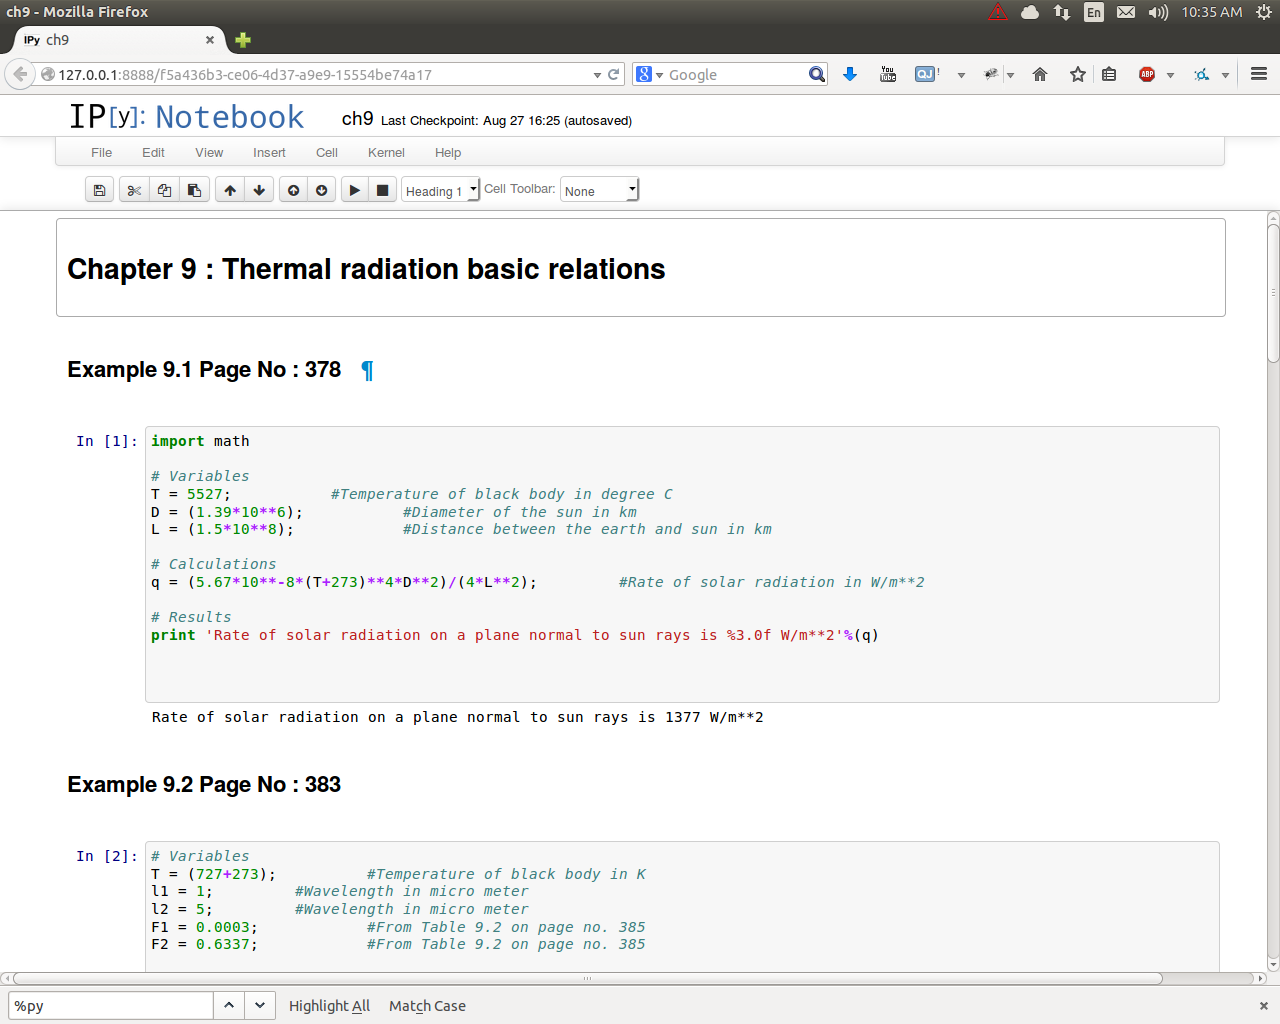 ch9 - Mozilla Firefox
En
10:35 AM
IPy ch9
127.0.0.1:8888/f5a436b3-ce06-4d37-a9e9-15554be74a17
8 Google
You Tube
QJ !
ABP
IP[y]: Notebook
ch9 Last Checkpoint: Aug 27 16:25 (autosaved)
File Edit View Insert Cell Kernel Help
Heading 1 Cell Toolbar: None
Chapter 9 : Thermal radiation basic relations
Example 9.1 Page No : 378 ¶
In [1]: import math
# Variables
T = 5527; #Temperature of black body in degree C
D = (1.39*10**6); #Diameter of the sun in km
L = (1.5*10**8); #Distance between the earth and sun in km
# Calculations
q = (5.67*10**-8*(T+273)**4*D**2)/(4*L**2); #Rate of solar radiation in W/m**2
# Results
print 'Rate of solar radiation on a plane normal to sun rays is %3.0f W/m**2'%(q)
Rate of solar radiation on a plane normal to sun rays is 1377 W/m**2
Example 9.2 Page No : 383
In [2]: # Variables
T = (727+273); #Temperature of black body in K
l1 = 1; #Wavelength in micro meter
l2 = 5; #Wavelength in micro meter
F1 = 0.0003; #From Table 9.2 on page no. 385
F2 = 0.6337; #From Table 9.2 on page no. 385
%py
Highlight All Match Case